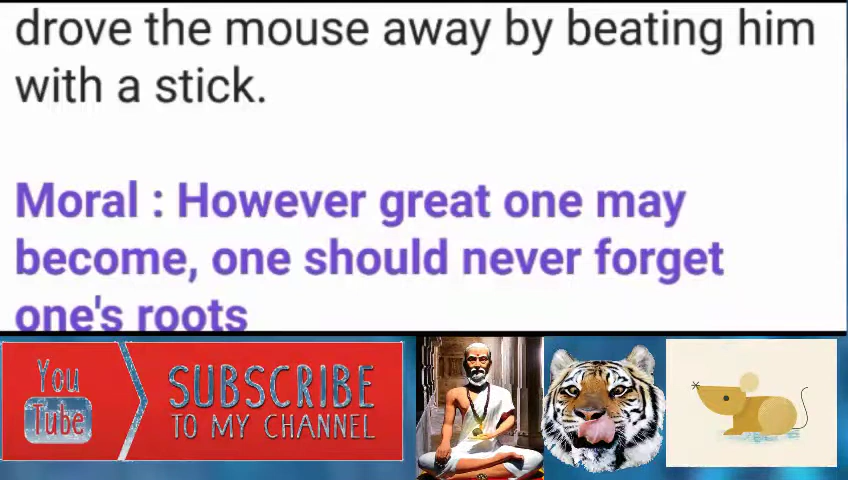 drove the mouse away by beating him
with a stick.
Moral : However great one may
become, one should never forget
one's roots
You
Tube
SUBSCRIBE
TO MY CHANNEL